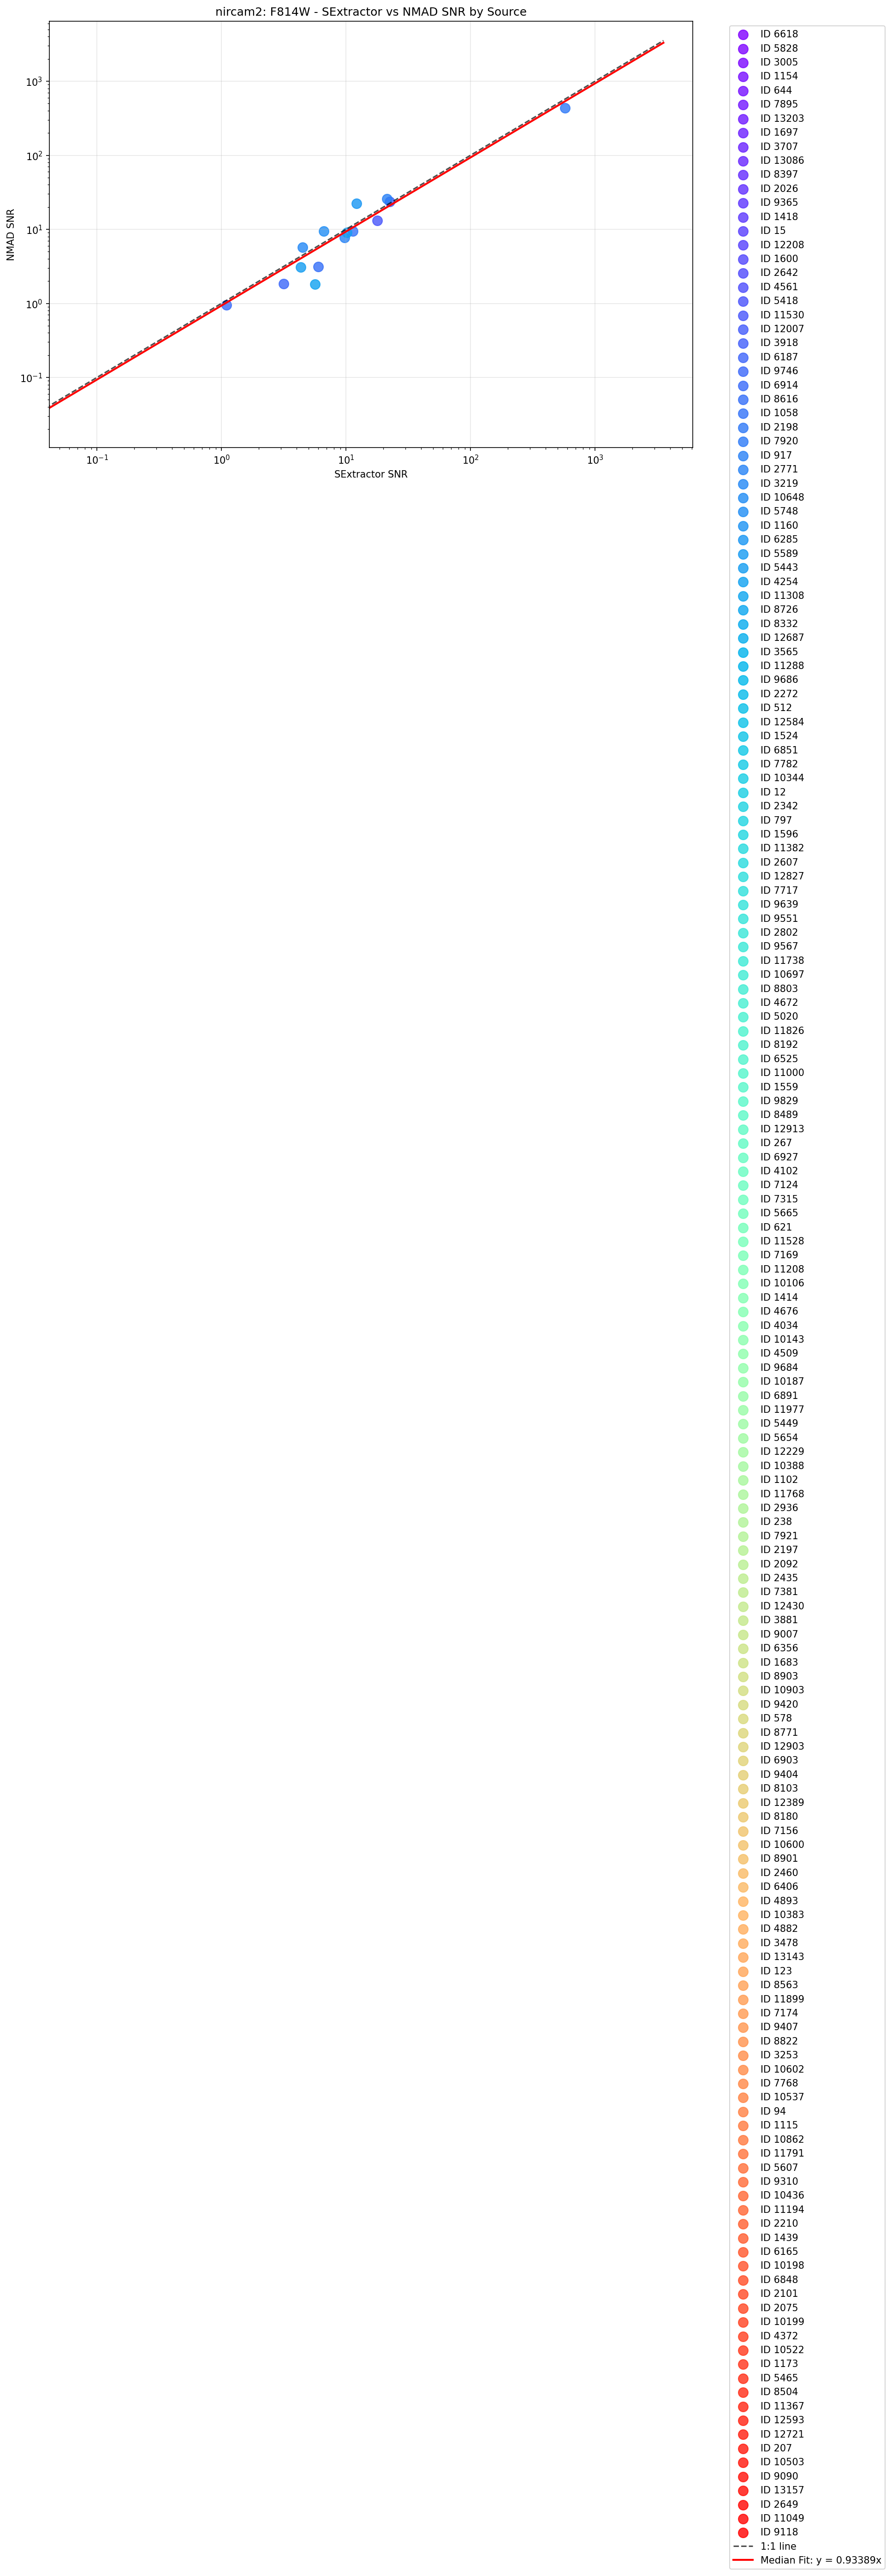 nircam2: F814W - SExtractor vs NMAD SNR by Source
NMAD SNR
10³
10²
10¹
10⁰
10⁻¹
10⁻¹
10⁰
10¹
10²
10³
SExtractor SNR
ID 6618
ID 5828
ID 3005
ID 1154
ID 644
ID 7895
ID 13203
ID 1697
ID 3707
ID 13086
ID 8397
ID 2026
ID 9365
ID 1418
ID 15
ID 12208
ID 1600
ID 2642
ID 4561
ID 5418
ID 11530
ID 12007
ID 3918
ID 6187
ID 9746
ID 6914
ID 8616
ID 1058
ID 2198
ID 7920
ID 917
ID 2771
ID 3219
ID 10648
ID 5748
ID 1160
ID 6285
ID 5589
ID 5443
ID 4254
ID 11308
ID 8726
ID 8332
ID 12687
ID 3565
ID 11288
ID 9686
ID 2272
ID 512
ID 12584
ID 1524
ID 6851
ID 7782
ID 10344
ID 12
ID 2342
ID 797
ID 1596
ID 11382
ID 2607
ID 12827
ID 7717
ID 9639
ID 9551
ID 2802
ID 9567
ID 11738
ID 10697
ID 8803
ID 4672
ID 5020
ID 11826
ID 8192
ID 6525
ID 11000
ID 1559
ID 9829
ID 8489
ID 12913
ID 267
ID 6927
ID 4102
ID 7124
ID 7315
ID 5665
ID 621
ID 11528
ID 7169
ID 11208
ID 10106
ID 1414
ID 4676
ID 4034
ID 10143
ID 4509
ID 9684
ID 10187
ID 6891
ID 11977
ID 5449
ID 5654
ID 12229
ID 10388
ID 1102
ID 11768
ID 2936
ID 238
ID 7921
ID 2197
ID 2092
ID 2435
ID 7381
ID 12430
ID 3881
ID 9007
ID 6356
ID 1683
ID 8903
ID 10903
ID 9420
ID 578
ID 8771
ID 12903
ID 6903
ID 9404
ID 8103
ID 12389
ID 8180
ID 7156
ID 10600
ID 8901
ID 2460
ID 6406
ID 4893
ID 10383
ID 4882
ID 3478
ID 13143
ID 123
ID 8563
ID 11899
ID 7174
ID 9407
ID 8822
ID 3253
ID 10602
ID 7768
ID 10537
ID 94
ID 1115
ID 10862
ID 11791
ID 5607
ID 9310
ID 10436
ID 11194
ID 2210
ID 1439
ID 6165
ID 10198
ID 6848
ID 2101
ID 2075
ID 10199
ID 4372
ID 10522
ID 1173
ID 5465
ID 8504
ID 11367
ID 12593
ID 12721
ID 207
ID 10503
ID 9090
ID 13157
ID 2649
ID 11049
ID 9118
1:1 line
Median Fit: y = 0.93389x